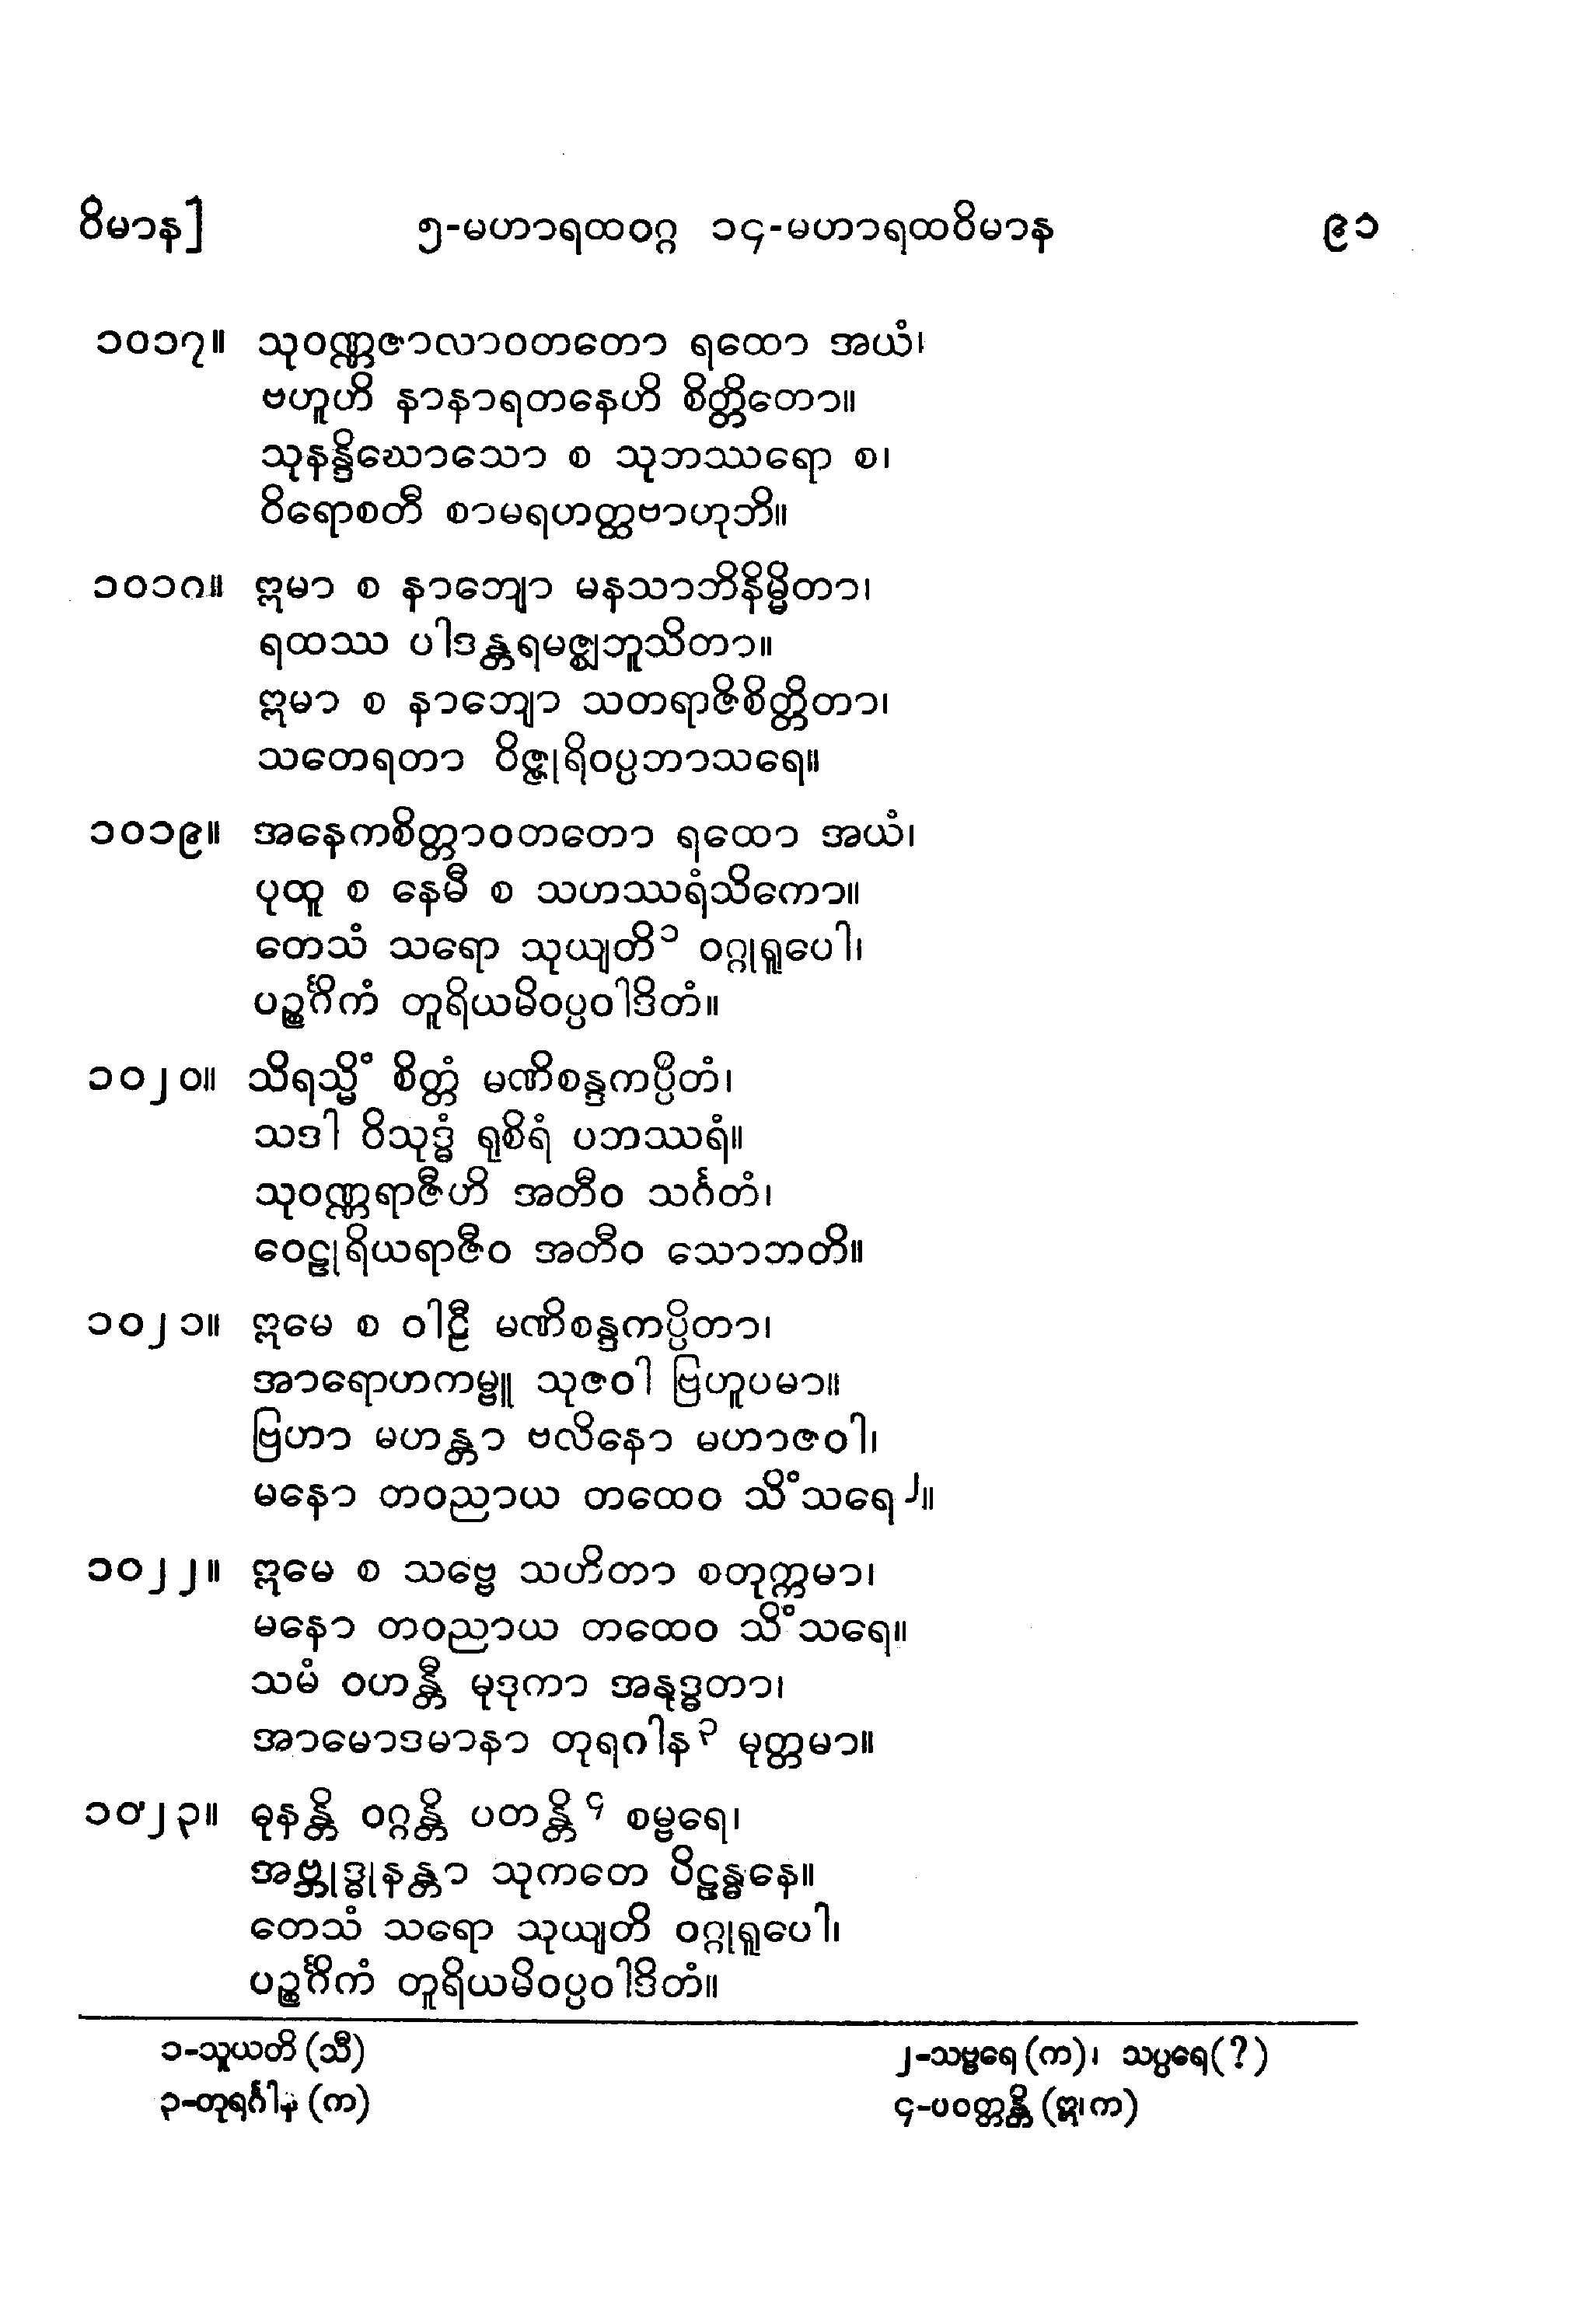 ဝိမာန] ၅-မဟာရထဝဂ္ဂ ၁၄-မဟာရထဝိမာန ၉၁
၁၀၁၇။ သုဝဏ္ဏဇာလာဝတတော ရထော အယံ၊
ဗဟူဟိ နာနာရတနေဟိ စိတ္တိတော။
သုနန္ဒိဃောသော စ သုဘဿရော စ၊
ဝိရောစတီ စာမရဟတ္ထဗာဟုဘိ။
၁၀၁၈။ ဣမာ စ နာဘျော မနသာဘိနိမ္မိတာ၊
ရထဿ ပါဒန္တရမဇ္ဈဘူသိတာ။
ဣမာ စ နာဘျော သတရာဇိစိတ္တိတာ၊
သတေရတာ ဝိဇ္ဇုရိဝပ္ပဘာသရေ။
၁၀၁၉။ အနေကစိတ္တာဝတတော ရထော အယံ၊
ပုထူ စ နေမီ စ သဟဿရံသိကော။
တေသံ သရော သုယျတိ၁ ဝဂ္ဂုရူပေါ၊
ပဉ္စင်္ဂိကံ တူရိယမိဝပ္ပဝါဒိတံ။
၁၀၂၀။ သိရသ္မိံ စိတ္တံ မဏိစန္ဒကပ္ပိတံ၊
သဒါ ဝိသုဒ္ဓံ ရုစိရံ ပဘဿရံ။
သုဝဏ္ဏရာဇီဟိ အတီဝ သင်္ဂတံ၊
ဝေဠုရိယရာဇီဝ အတီဝ သောဘတိ။
၁၀၂၁။ ဣမေ စ ဝါဠီ မဏိစန္ဒကပ္ပိတာ၊
အာရောဟကမ္ဗူ သုဇဝါ ဗြဟူပမာ။
ဗြဟာ မဟန္တာ ဗလိနော မဟာဇဝါ၊
မနော တဝညာယ တထေဝ သိံသရေ၂။
၁၀၂၂။ ဣမေ စ သဗ္ဗေ သဟိတာ စတုက္ကမာ၊
မနော တဝညာယ တထေဝ သိံသရေ။
သမံ ဝဟန္တီ မုဒုကာ အနုဒ္ဓတာ၊
အာမောဒမာနာ တုရဂါန၃ မုတ္တမာ။
၁၀၂၃။ ဓုနန္တိ ဝဂ္ဂန္တိ ပတန္တိ၄ စမ္ဗရေ၊
အဗ္ဘုဒ္ဓုနန္တာ သုကတေ ပိဠန္ဓနေ။
တေသံ သရော သုယျတိ ဝဂ္ဂုရူပေါ၊
ပဉ္စင်္ဂိကံ တူရိယမိဝပ္ပဝါဒိတံ။
၁-သူယတိ (သီ) ၂-သဗ္ဗရေ (က)၊ သပ္ပရေ (?)
၃-တုရင်္ဂါန (က) ၄-ပဝတ္တန္တိ (ဣ၊က)